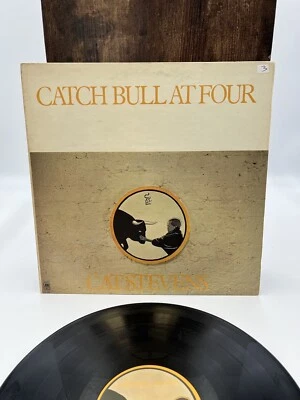 CATCH BULL AT FOUR
CAT STEVENS